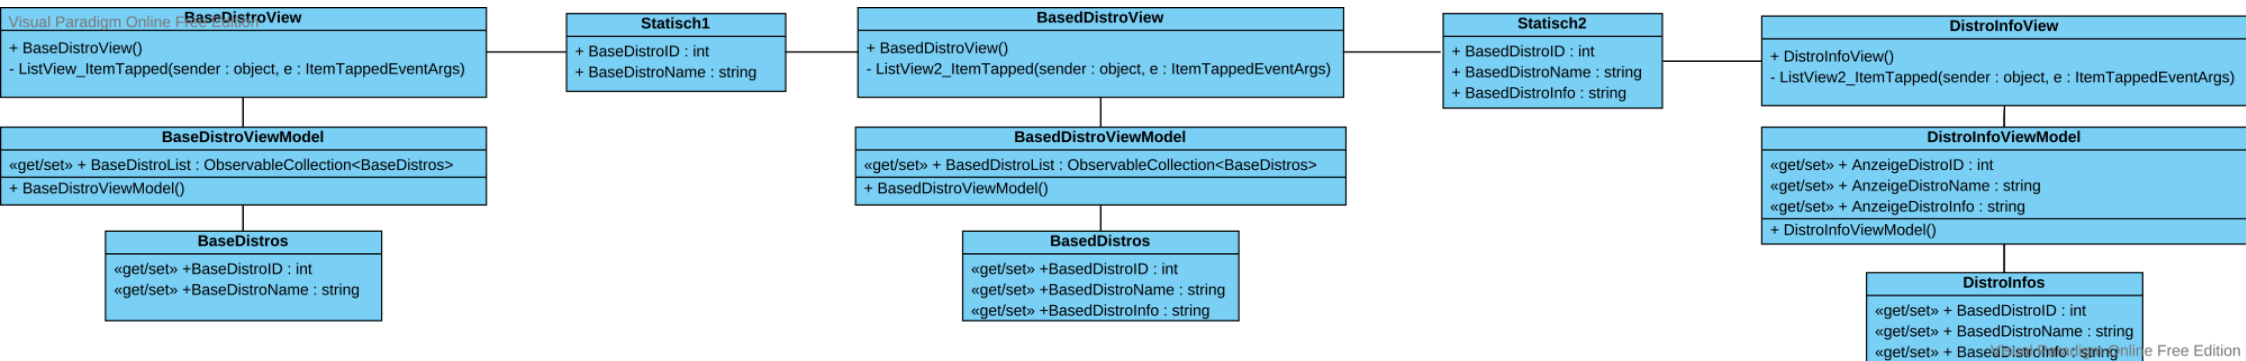 Visual Paradigm Online Free Edition
BaseDistroView
+ BaseDistroView()
- ListView_ItemTapped(sender : object, e : ItemTappedEventArgs)
Statisch1
+ BaseDistroID : int
+ BaseDistroName : string
BasedDistroView
+ BasedDistroView()
- ListView2_ItemTapped(sender : object, e : ItemTappedEventArgs)
Statisch2
+ BasedDistroID : int
+ BasedDistroName : string
+ BasedDistroInfo : string
DistroInfoView
+ DistroInfoView()
- ListView2_ItemTapped(sender : object, e : ItemTappedEventArgs)
BaseDistroViewModel
«get/set» + BaseDistroList : ObservableCollection<BaseDistros>
+ BaseDistroViewModel()
BasedDistroViewModel
«get/set» + BasedDistroList : ObservableCollection<BaseDistros>
+ BasedDistroViewModel()
DistroInfoViewModel
«get/set» + AnzeigeDistroID : int
«get/set» + AnzeigeDistroName : string
«get/set» + AnzeigeDistroInfo : string
+ DistroInfoViewModel()
BaseDistros
«get/set» +BaseDistroID : int
«get/set» +BaseDistroName : string
BasedDistros
«get/set» +BasedDistroID : int
«get/set» +BasedDistroName : string
«get/set» +BasedDistroInfo : string
DistroInfos
«get/set» + BasedDistroID : int
«get/set» + BasedDistroName : string
«get/set» + BasedDistroInfo : string
Visual Paradigm Online Free Edition